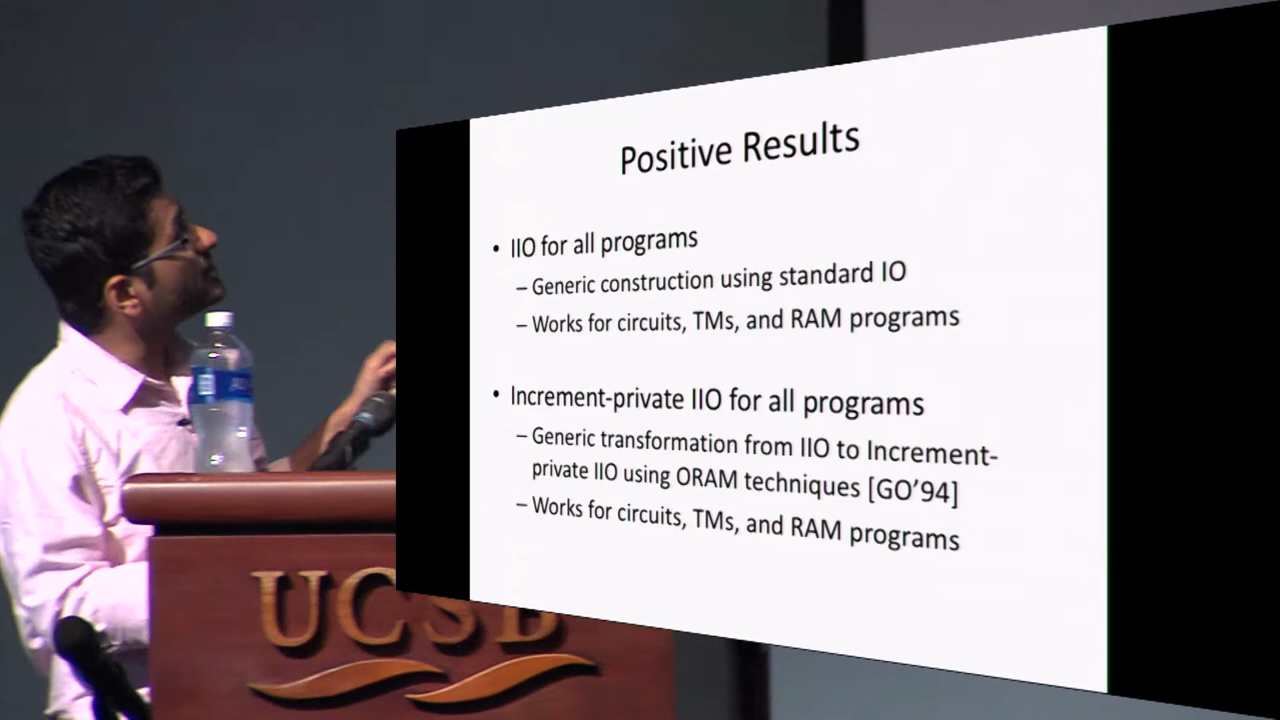 Positive Results
• IIO for all programs
– Generic construction using standard IO
– Works for circuits, TMs, and RAM programs
• Increment-private IIO for all programs
– Generic transformation from IIO to Increment-
private IIO using ORAM techniques [GO'94]
– Works for circuits, TMs, and RAM programs
UCSB